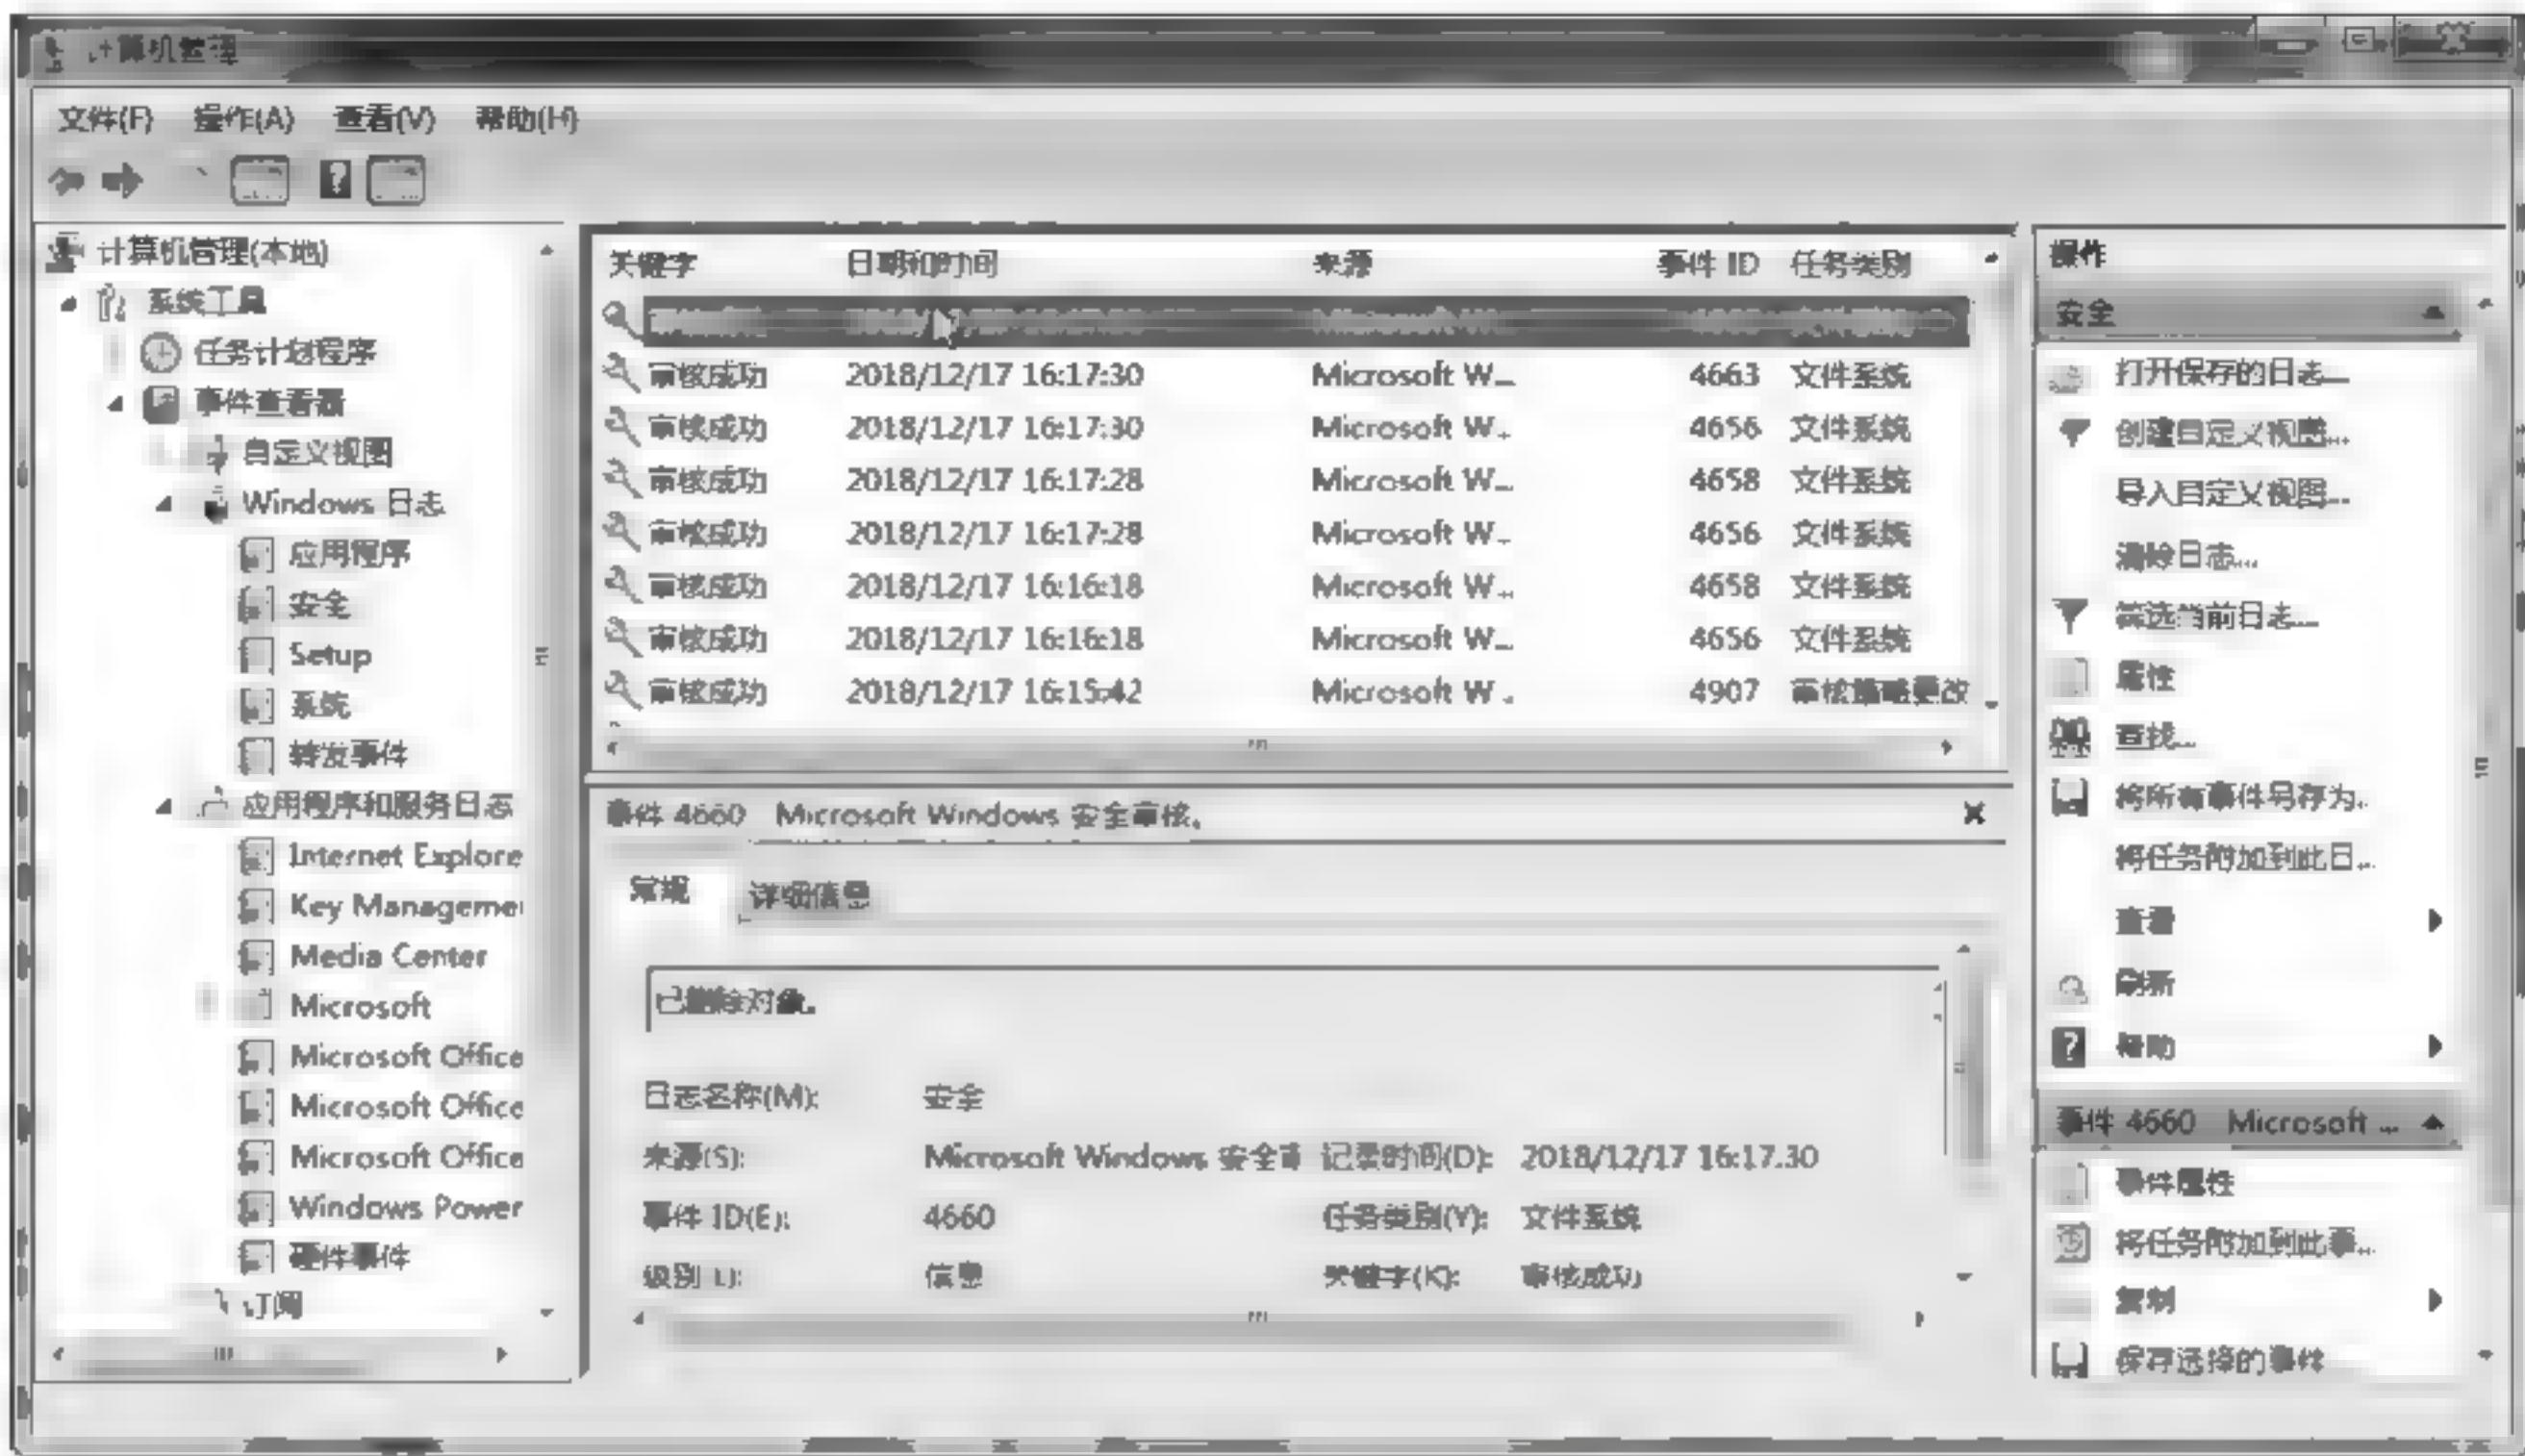 计算机管理
文件(F) 操作(A) 查看(V) 帮助(H)
计算机管理(本地)
系统工具
任务计划程序
事件查看器
自定义视图
Windows 日志
应用程序
安全
Setup
系统
转发事件
应用程序和服务日志
Internet Explore
Key Manageme
Media Center
Microsoft
Microsoft Office
Microsoft Office
Microsoft Office
Windows Power
硬件事件
订阅
关键字 日期和时间 来源 事件 ID 任务类别
审核成功 2018/12/17 16:17:30 Microsoft W... 4663 文件系统
审核成功 2018/12/17 16:17:30 Microsoft W... 4656 文件系统
审核成功 2018/12/17 16:17:28 Microsoft W... 4658 文件系统
审核成功 2018/12/17 16:17:28 Microsoft W... 4656 文件系统
审核成功 2018/12/17 16:16:18 Microsoft W... 4658 文件系统
审核成功 2018/12/17 16:16:18 Microsoft W... 4656 文件系统
审核成功 2018/12/17 16:15:42 Microsoft W... 4907 审核策略更改
事件 4660 Microsoft Windows 安全审核。
常规 详细信息
已删除对象。
日志名称(M): 安全
来源(S): Microsoft Windows 安全 记录时间(D): 2018/12/17 16:17:30
事件 ID(E): 4660 任务类别(Y): 文件系统
级别(L): 信息 关键字(K): 审核成功
操作
安全
打开保存的日志...
创建自定义视图...
导入自定义视图...
清除日志...
筛选当前日志...
属性
查找...
将所有事件另存为...
将任务附加到此日...
查看
刷新
帮助
事件 4660 Microsoft ...
事件属性
将任务附加到此事...
复制
保存选择的事件